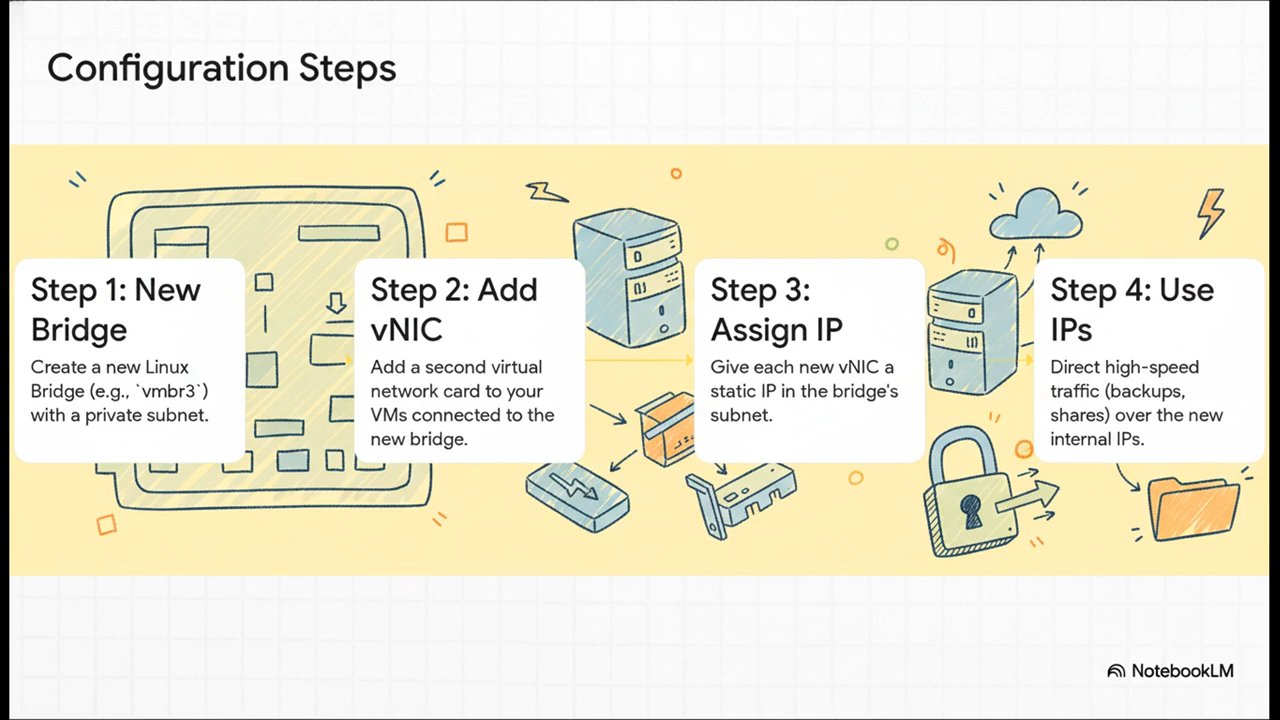 Configuration Steps
Step 1: New
Bridge
Create a new Linux
Bridge (e.g., `vmbr3`)
with a private subnet.
Step 2: Add
vNIC
Add a second virtual
network card to your
VMs connected to the
new bridge.
Step 3:
Assign IP
Give each new vNIC a
static IP in the bridge's
subnet.
Step 4: Use
IPs
Direct high-speed
traffic (backups,
shares) over the new
internal IPs.
NotebookLM